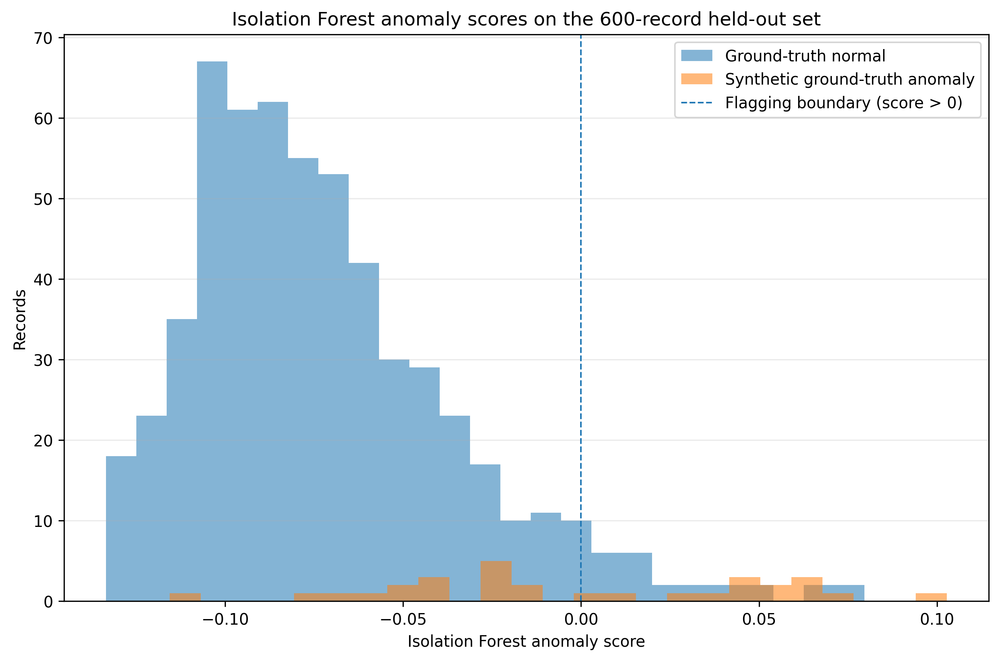 Isolation Forest anomaly scores on the 600-record held-out set
Ground-truth normal
Synthetic ground-truth anomaly
Flagging boundary (score > 0)
70
60
50
40
30
20
10
0
Records
−0.10
−0.05
0.00
0.05
0.10
Isolation Forest anomaly score